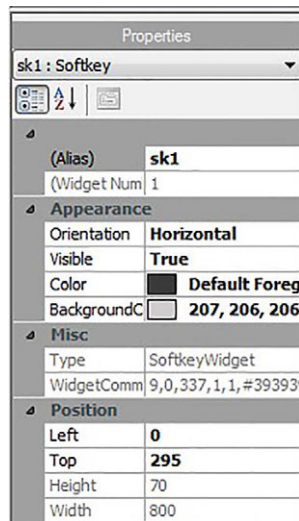 Properties
sk1 : Softkey
(Alias) sk1
(Widget Num 1
Appearance
Orientation Horizontal
Visible True
Color Default Foreg
BackgroundC 207, 206, 206
Misc
Type SoftkeyWidget
WidgetComm 9,0,337,1,1,#393939
Position
Left 0
Top 295
Height 70
Width 800